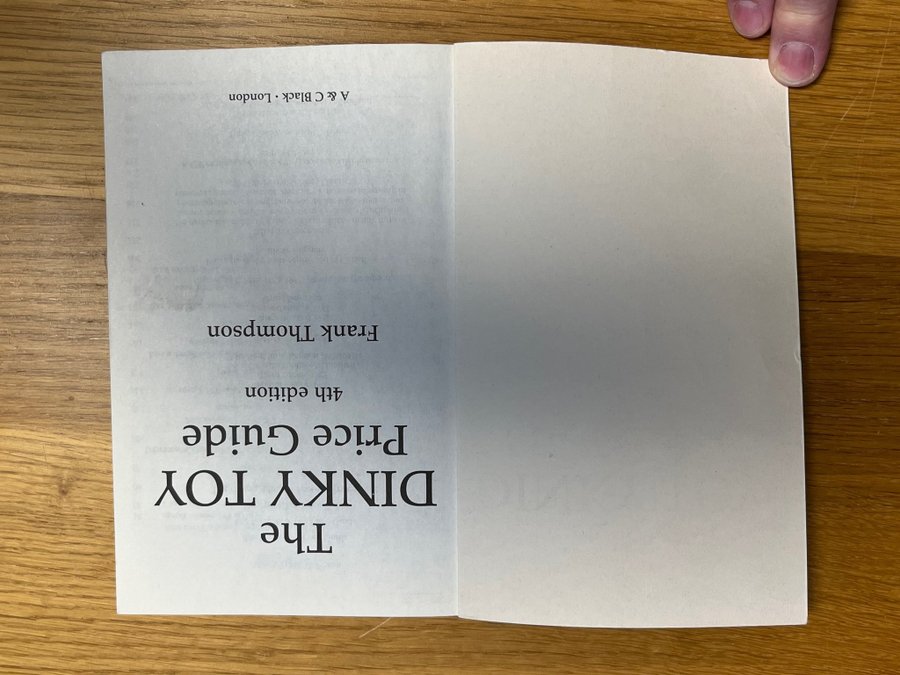 The
DINKY TOY
Price Guide
4th edition
Frank Thompson
A & C Black · London